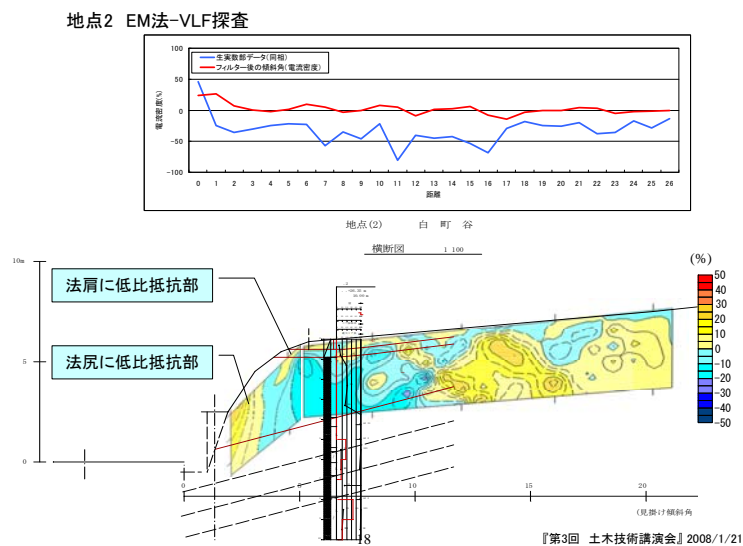 地点2 EM法-VLF探査
100
50
0
-50
-100
電流密度(%)
生実数部データ(同相)
フィルター後の傾斜角(電流密度)
0 1 2 3 4 5 6 7 8 9 10 11 12 13 14 15 16 17 18 19 20 21 22 23 24 25 26
距離
地点(2) 白町谷
横断図 1 100
10m
5
0
法肩に低比抵抗部
法尻に低比抵抗部
(%)
50
40
30
20
10
0
-10
-20
-30
-40
-50
0 5 10 15 20
(見掛け傾斜角
18
『第3回 土木技術講演会』 2008/1/21